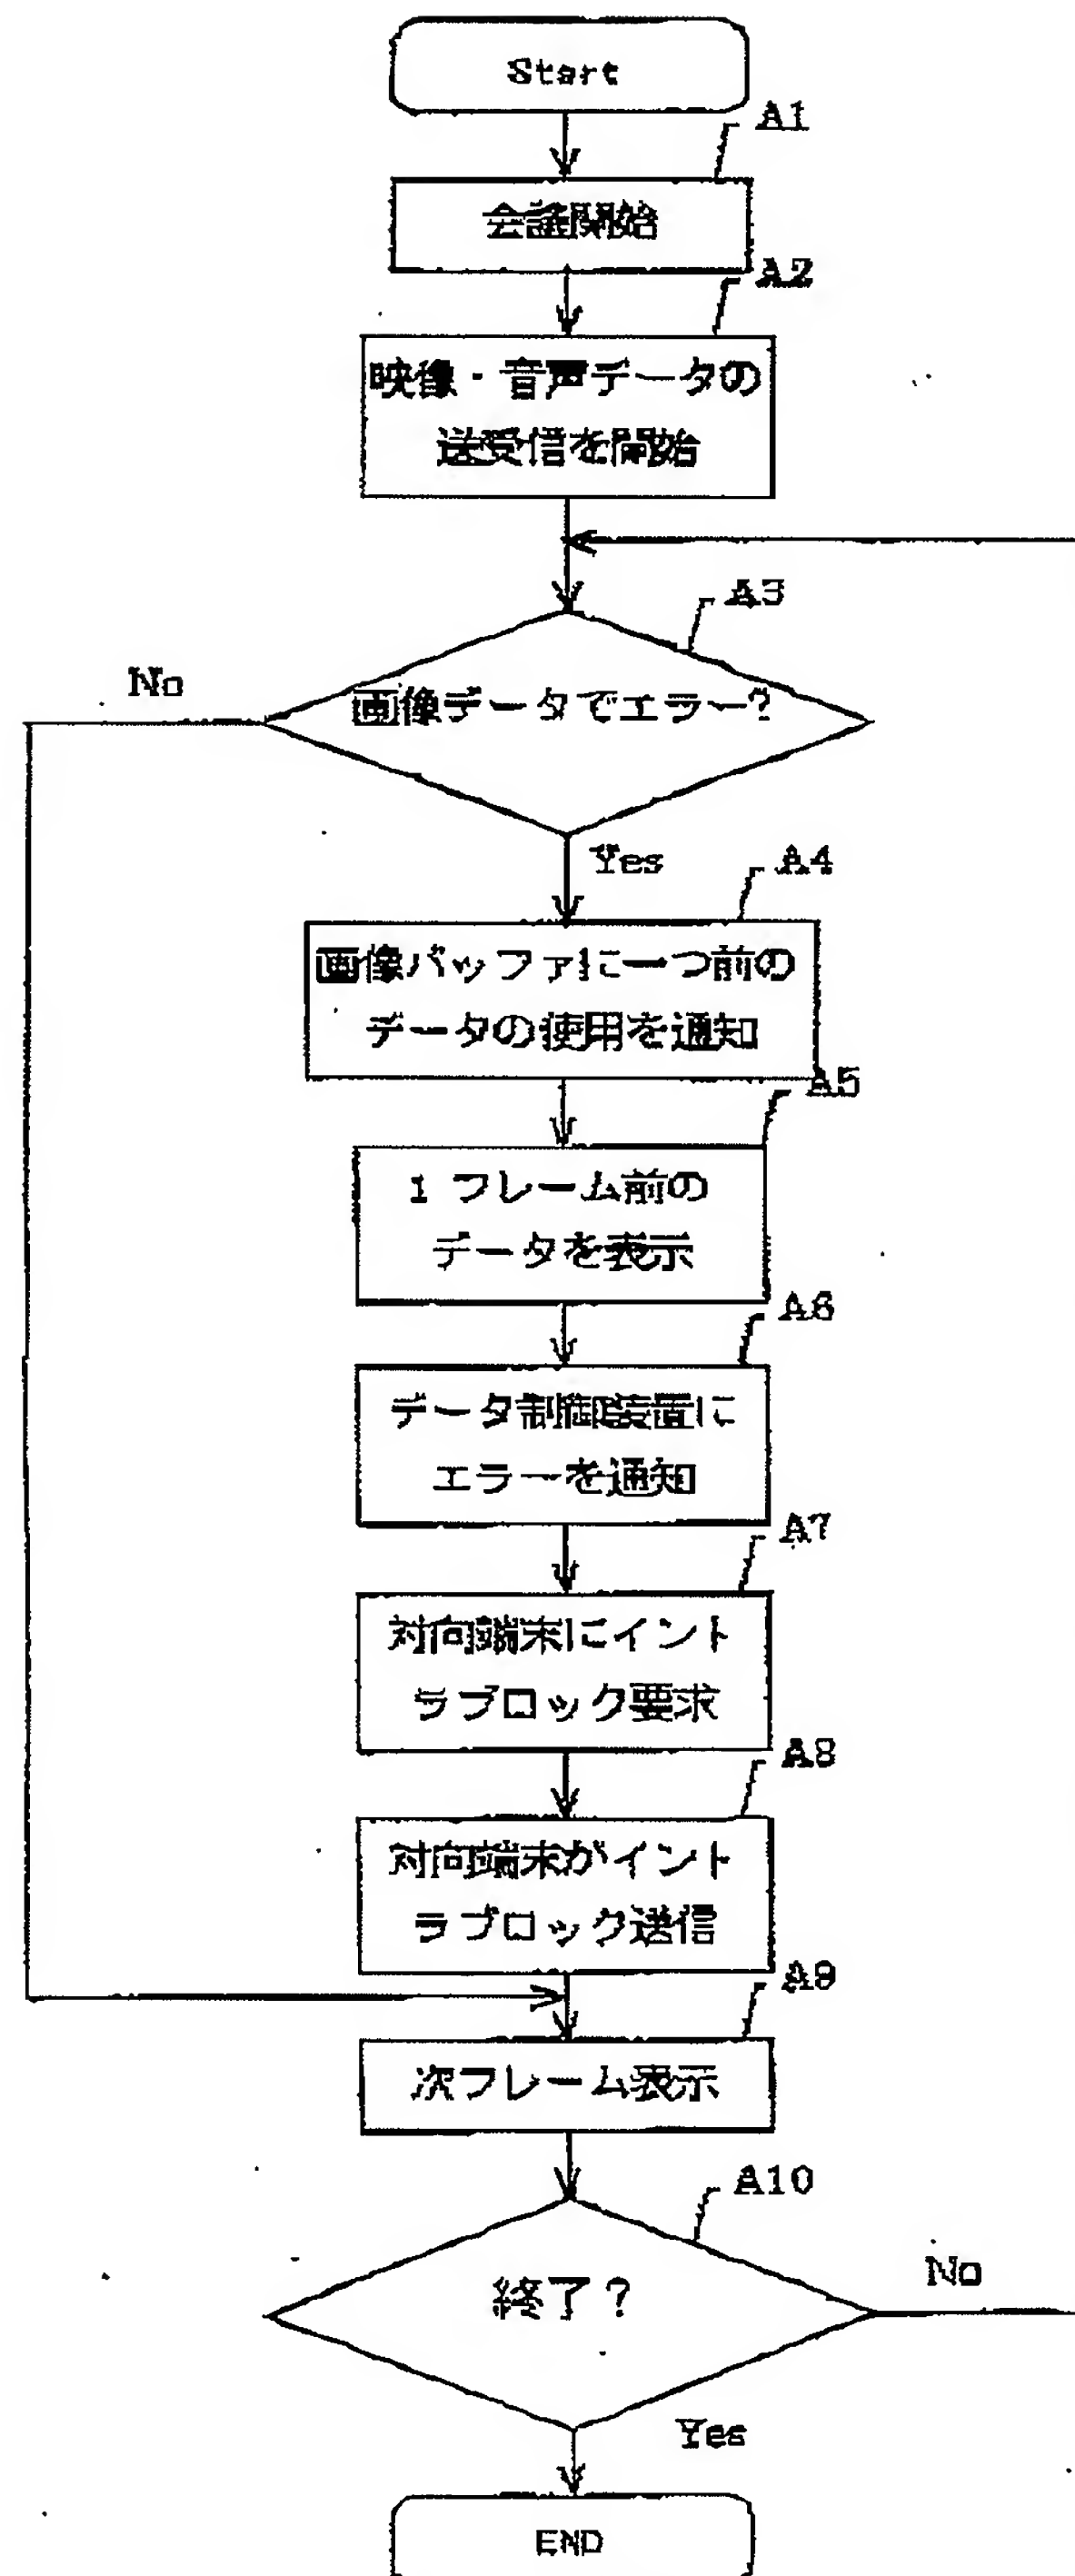 Start
A1
会議開始
A2
映像・音声データの
送受信を開始
A3
No
画像データでエラー?
Yes
A4
画像バッファに一つ前の
データの使用を通知
A5
1 フレーム前の
データを表示
A6
データ制御装置に
エラーを通知
A7
対向端末にイント
ラブロック要求
A8
対向端末がイント
ラブロック送信
A9
次フレーム表示
A10
終了?
No
Yes
END